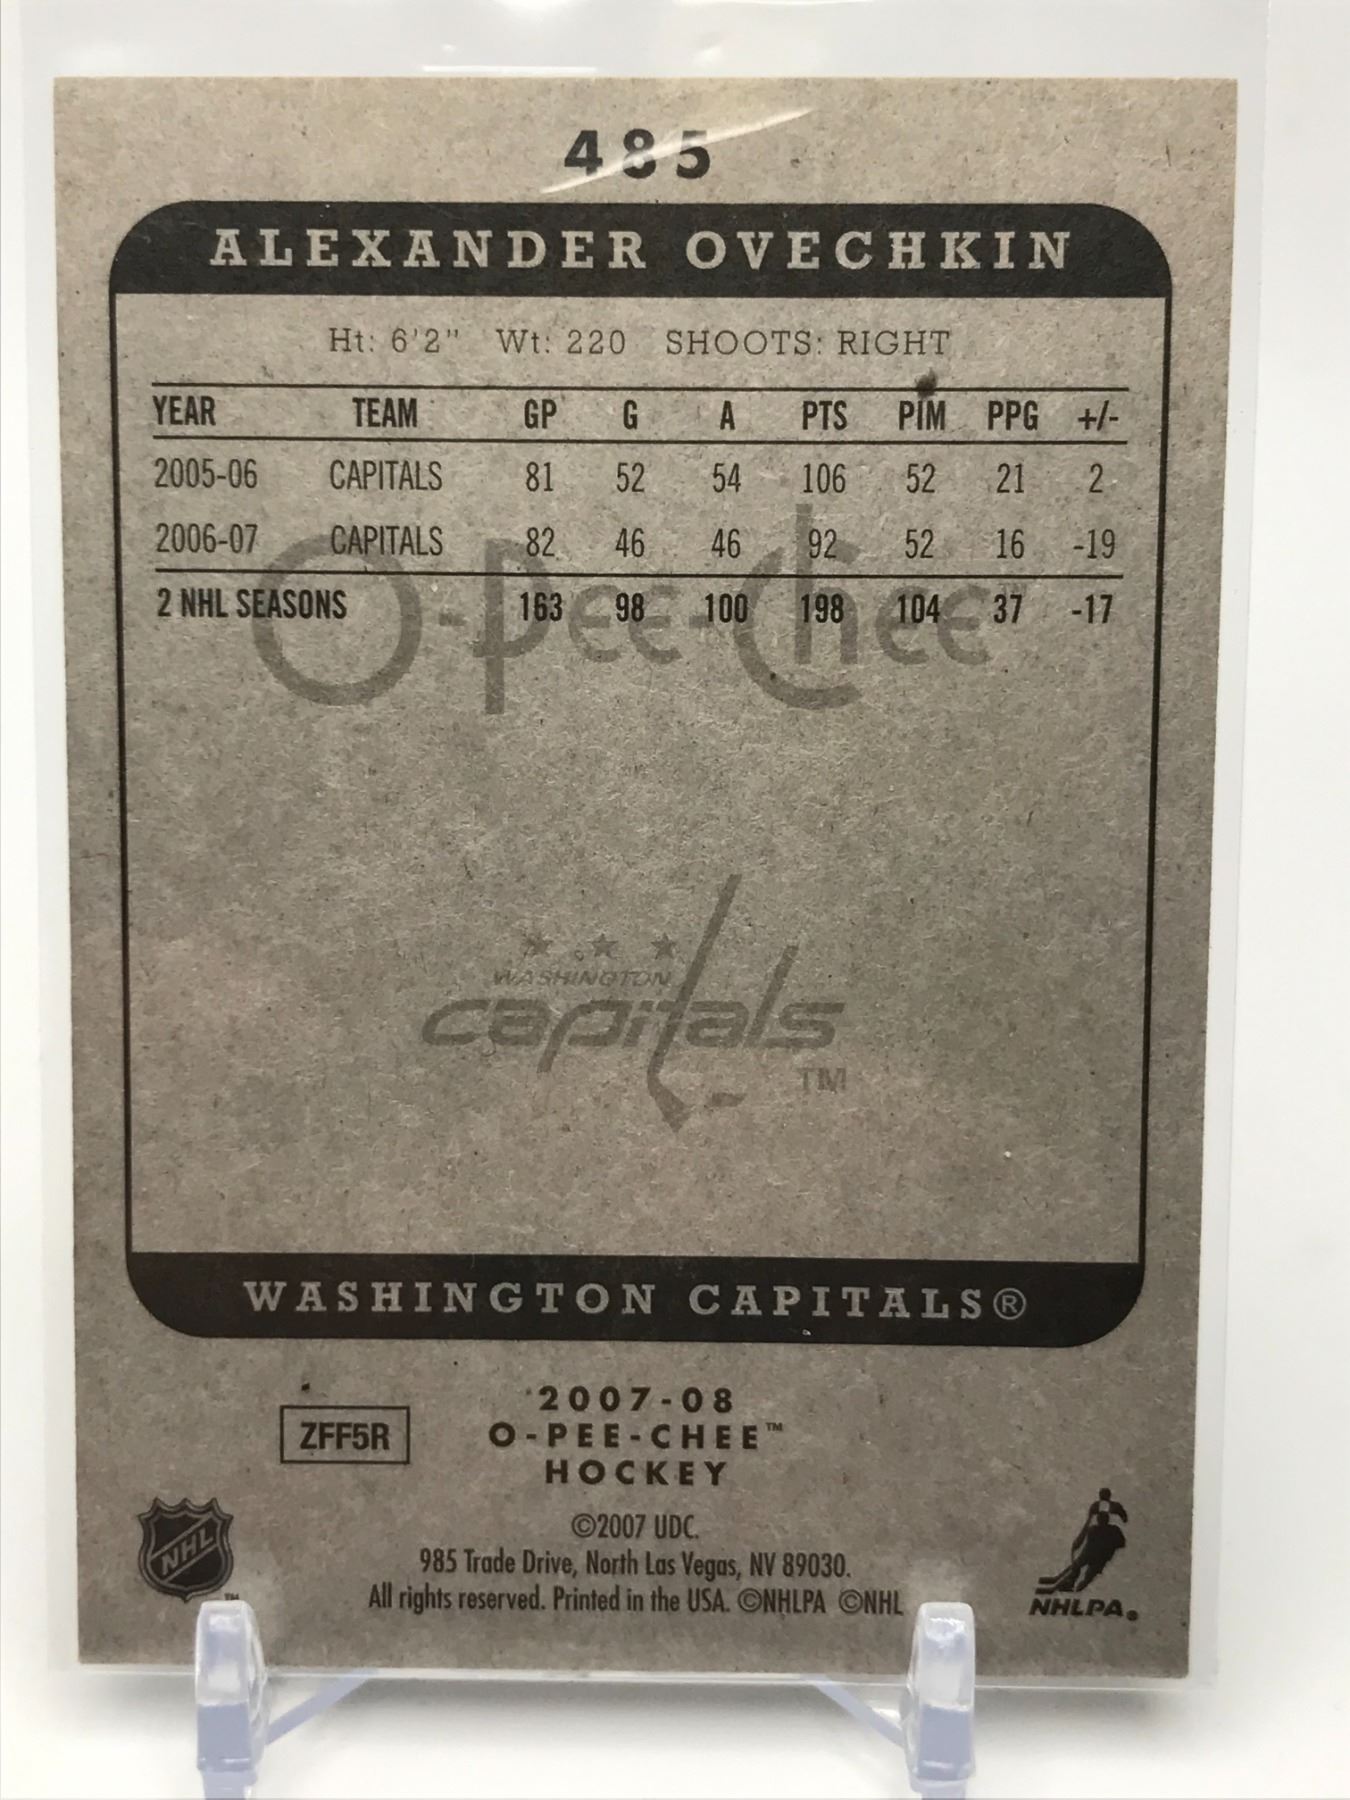 485
ALEXANDER OVECHKIN
Ht: 6'2" Wt: 220 SHOOTS: RIGHT
YEAR TEAM GP G A PTS PIM PPG +/-
2005-06 CAPITALS 81 52 54 106 52 21 2
2006-07 CAPITALS 82 46 46 92 52 16 -19
2 NHL SEASONS 163 98 100 198 104 37 -17
O-Pee-Chee™
WASHINGTON
capitals
TM
WASHINGTON CAPITALS®
2007-08
ZFF5R O-PEE-CHEE™
HOCKEY
©2007 UDC.
NHL
TM
985 Trade Drive, North Las Vegas, NV 89030.
All rights reserved. Printed in the USA. ©NHLPA ©NHL
NHLPA®